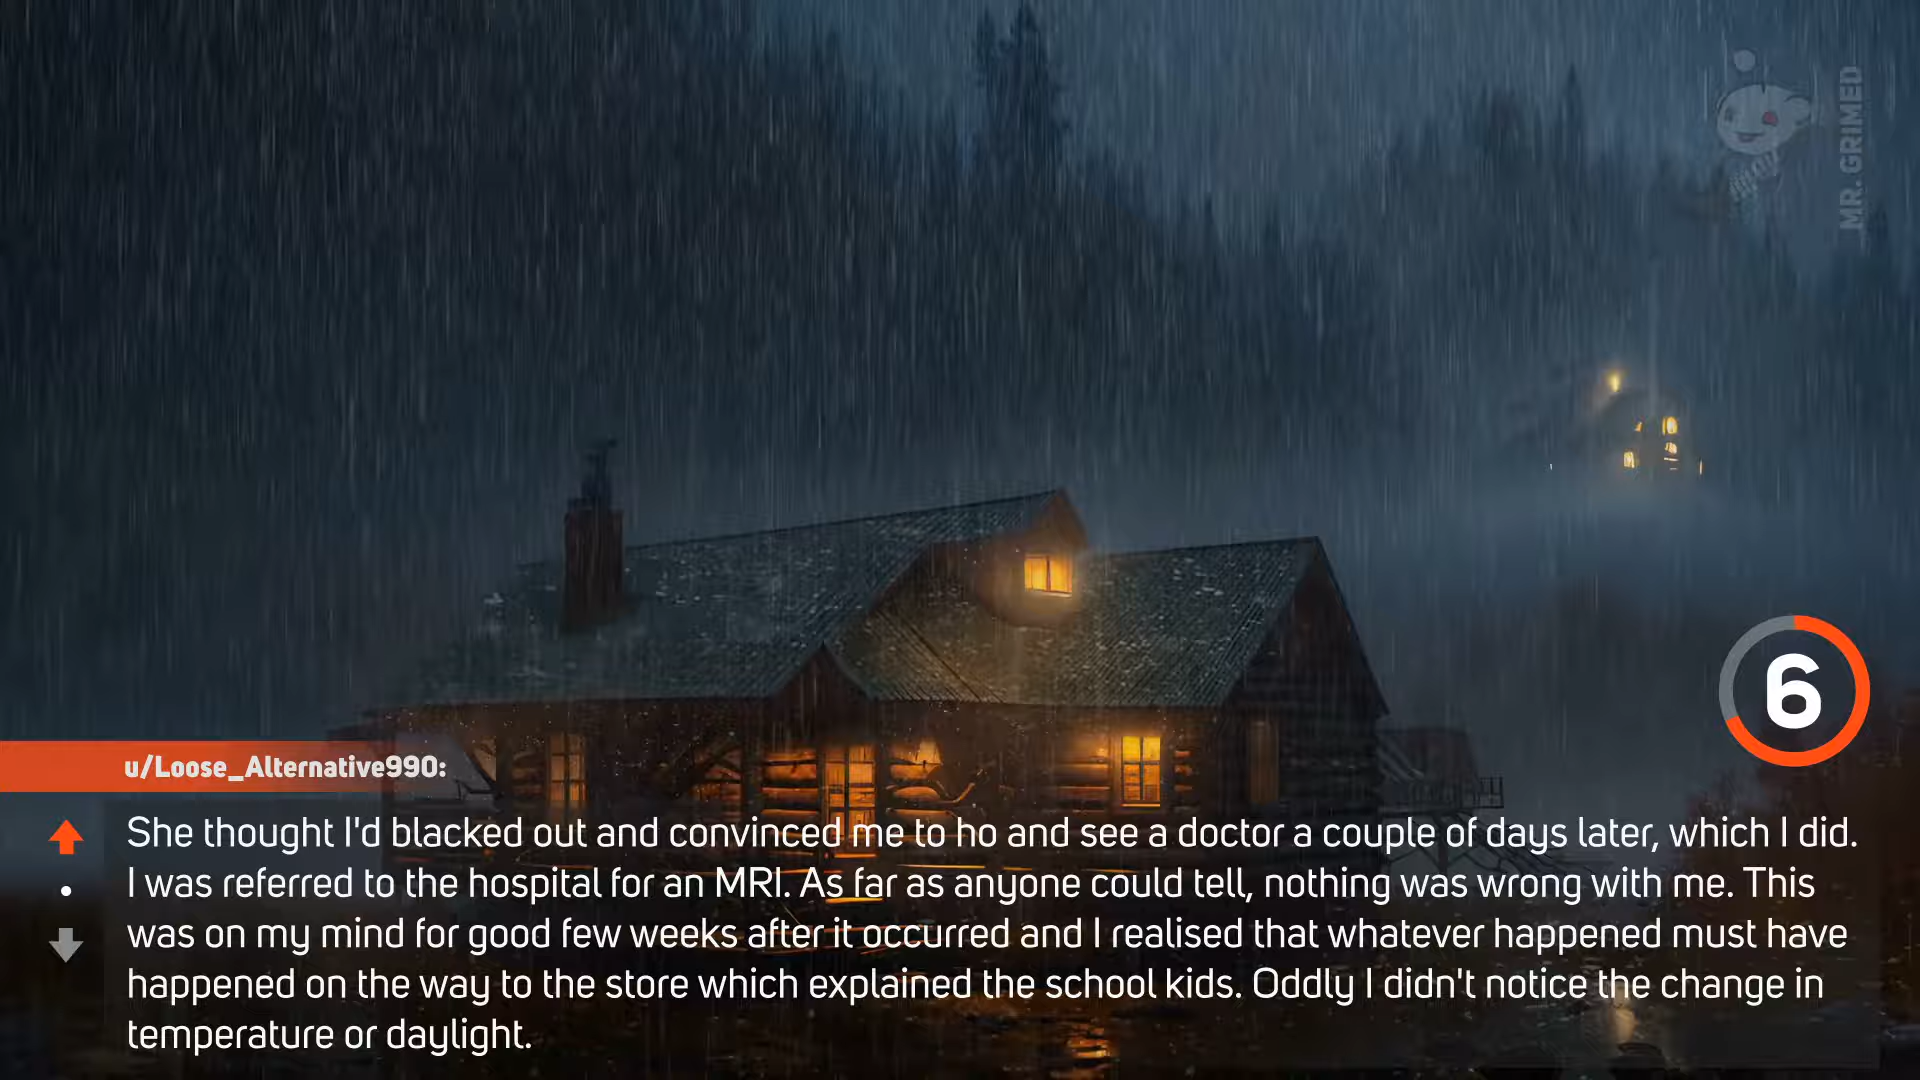 MR. GRIMED
6
u/Loose_Alternative990:
She thought I'd blacked out and convinced me to ho and see a doctor a couple of days later, which I did.
I was referred to the hospital for an MRI. As far as anyone could tell, nothing was wrong with me. This
was on my mind for good few weeks after it occurred and I realised that whatever happened must have
happened on the way to the store which explained the school kids. Oddly I didn't notice the change in
temperature or daylight.